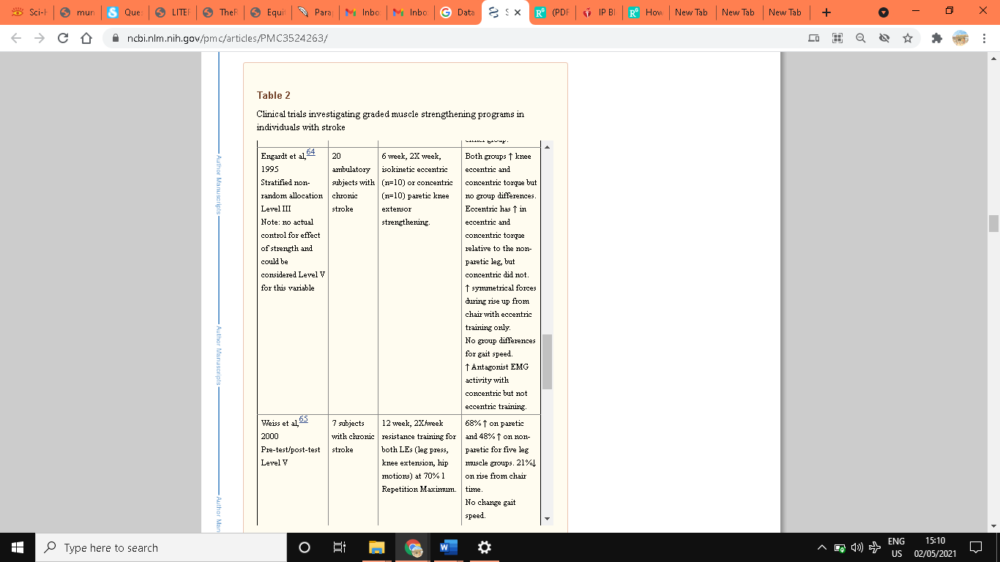 Sci-H
mun
Que
LITEF
TheF
Equit
Para
Inbo
Inbo
Data
S
(PDF
IP BI
How
New Tab
New Tab
New Tab
ncbi.nlm.nih.gov/pmc/articles/PMC3524263/
Author Manuscripts
Author Manuscripts
Author Man
Table 2
Clinical trials investigating graded muscle strengthening programs in
individuals with stroke
either group.
Engardt et al,64
1995
Stratified non-
random allocation
Level III
Note: no actual
control for effect
of strength and
could be
considered Level V
for this variable
20
ambulatory
subjects with
chronic
stroke
6 week, 2X week,
isokinetic eccentric
(n=10) or concentric
(n=10) paretic knee
extensor
strengthening.
Both groups ↑ knee
eccentric and
concentric torque but
no group differences.
Eccentric has ↑ in
eccentric and
concentric torque
relative to the non-
paretic leg, but
concentric did not.
↑ symmetrical forces
during rise up from
chair with eccentric
training only.
No group differences
for gait speed.
↑ Antagonist EMG
activity with
concentric but not
eccentric training.
Weiss et al,65
2000
Pre-test/post-test
Level V
7 subjects
with chronic
stroke
12 week, 2X/week
resistance training for
both LEs (leg press,
knee extension, hip
motions) at 70% 1
Repetition Maximum.
68% ↑ on paretic
and 48% ↑ on non-
paretic for five leg
muscle groups. 21%↓
on rise from chair
time.
No change gait
speed.
Type here to search
ENG
US
15:10
02/05/2021